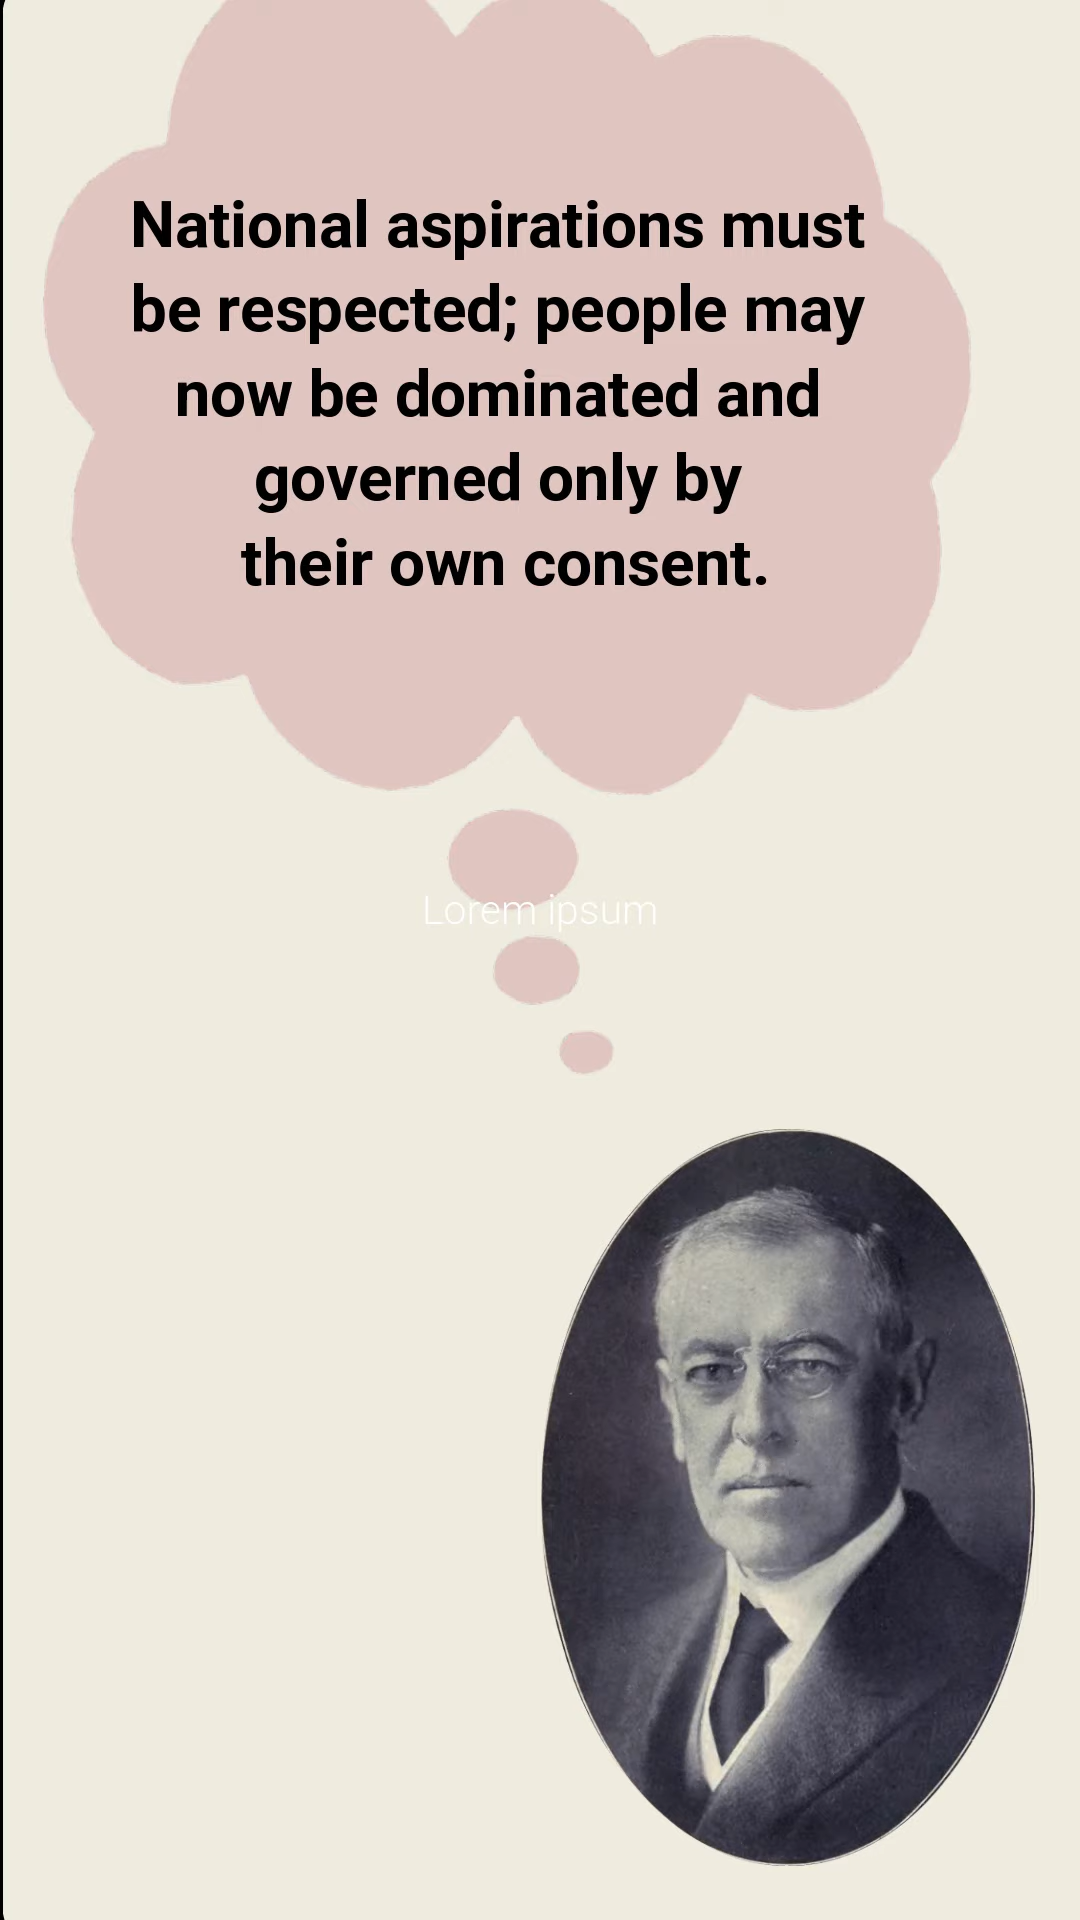 National aspirations must
be respected; people may
now be dominated and
governed only by
their own consent.
Lorem ipsum